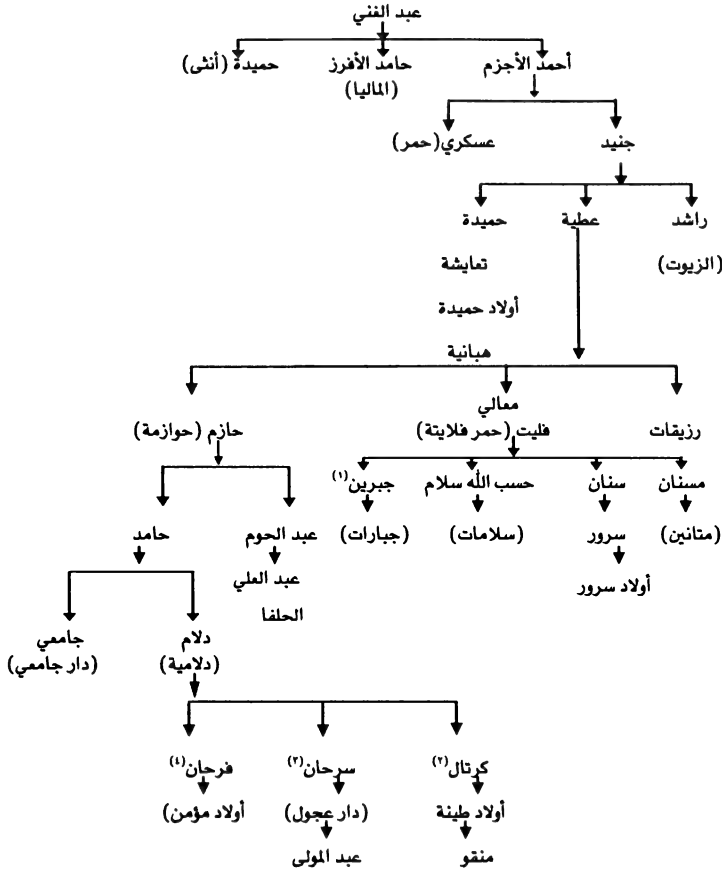 عبد الغني
أحمد الأجزم
حامد الأفرز
(الماليا)
حميدة (أنثى)
جنيد
عسكري(حمر)
راشد
(الزيوت)
عطية
حميدة
تعايشة
أولاد حميدة
هبانية
رزيقات
معالي
فليت (حمر فلايتة)
حازم (حوازمة)
مسنان
(متانين)
سنان
سرور
أولاد سرور
حسب الله سلام
(سلامات)
جبرين(١)
(جبارات)
عبد الحوم
عبد العلي
الحلفا
حامد
دلام
(دلامية)
جامعي
(دار جامعي)
كرتال(٢)
أولاد طينة
منقو
سرحان(٣)
(دار عجول)
عبد المولى
فرحان(٤)
أولاد مؤمن)